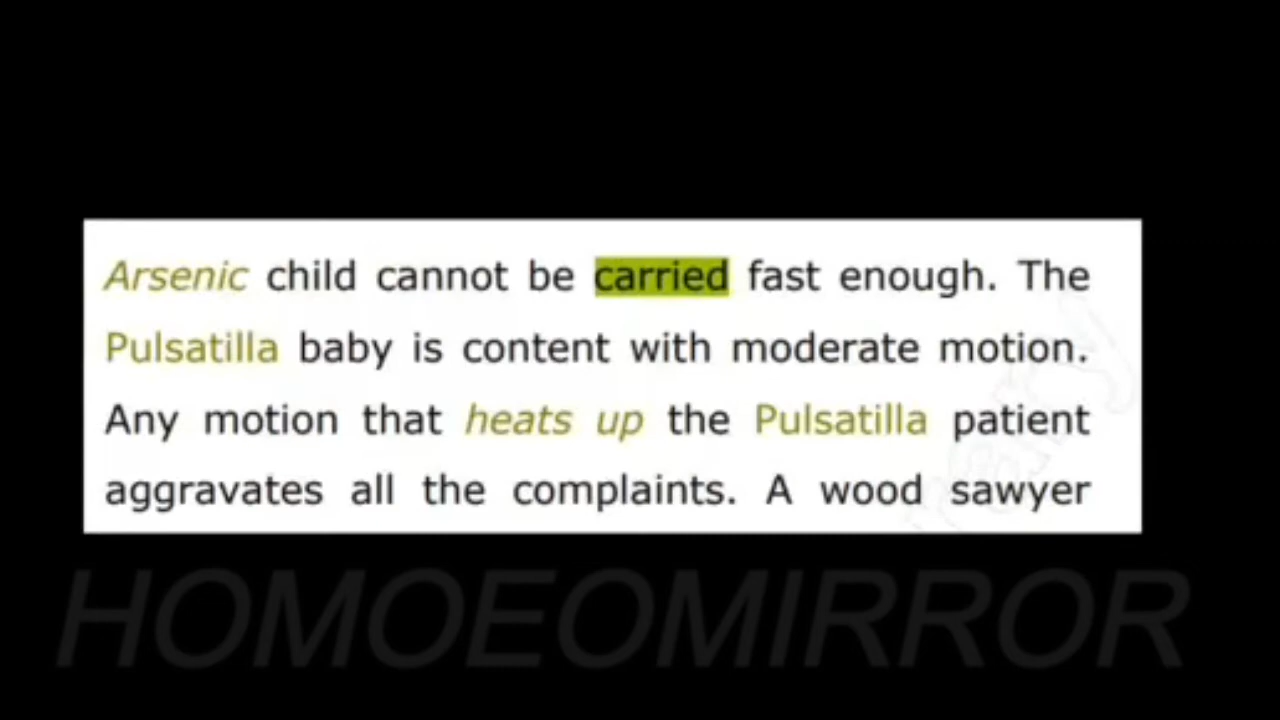 Arsenic child cannot be carried fast enough. The
Pulsatilla baby is content with moderate motion.
Any motion that heats up the Pulsatilla patient
aggravates all the complaints. A wood sawyer
HOMOEOMIRROR